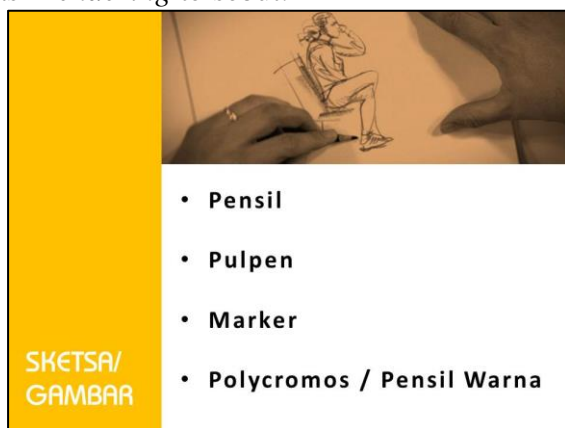 • Pensil
• Pulpen
• Marker
• Polycromos / Pensil Warna
SKETSA/
GAMBAR